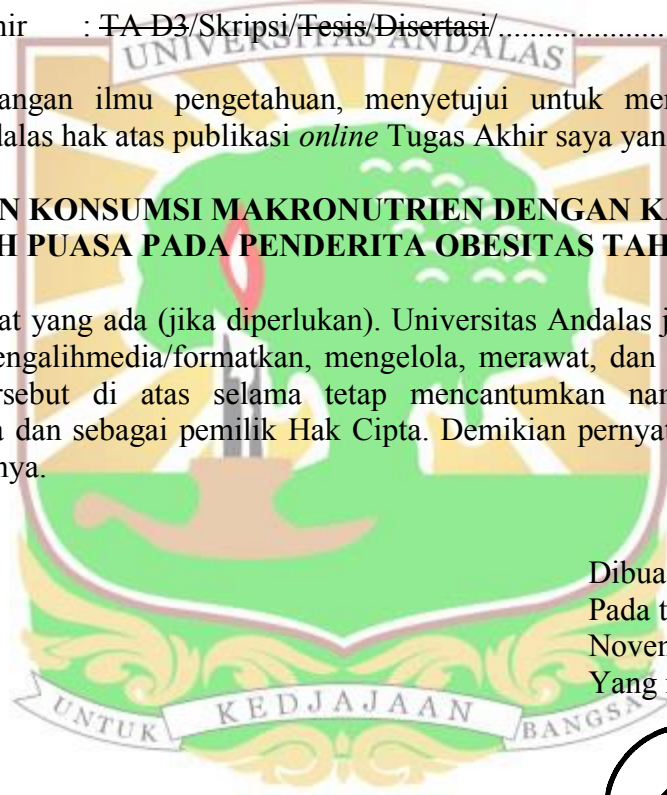 hir : TA D3/Skripsi/Tesis/Disertasi/........................
UNIVERSITAS ANDALAS
angan ilmu pengetahuan, menyetujui untuk mer
dalas hak atas publikasi online Tugas Akhir saya yan
N KONSUMSI MAKRONUTRIEN DENGAN K
H PUASA PADA PENDERITA OBESITAS TAH
at yang ada (jika diperlukan). Universitas Andalas j
engalihmedia/formatkan, mengelola, merawat, dan
rsebut di atas selama tetap mencantumkan nam
a dan sebagai pemilik Hak Cipta. Demikian pernyat
nya.
Dibua
Pada t
Noven
Yang
UNTUK KEDJAJAAN BANGSA